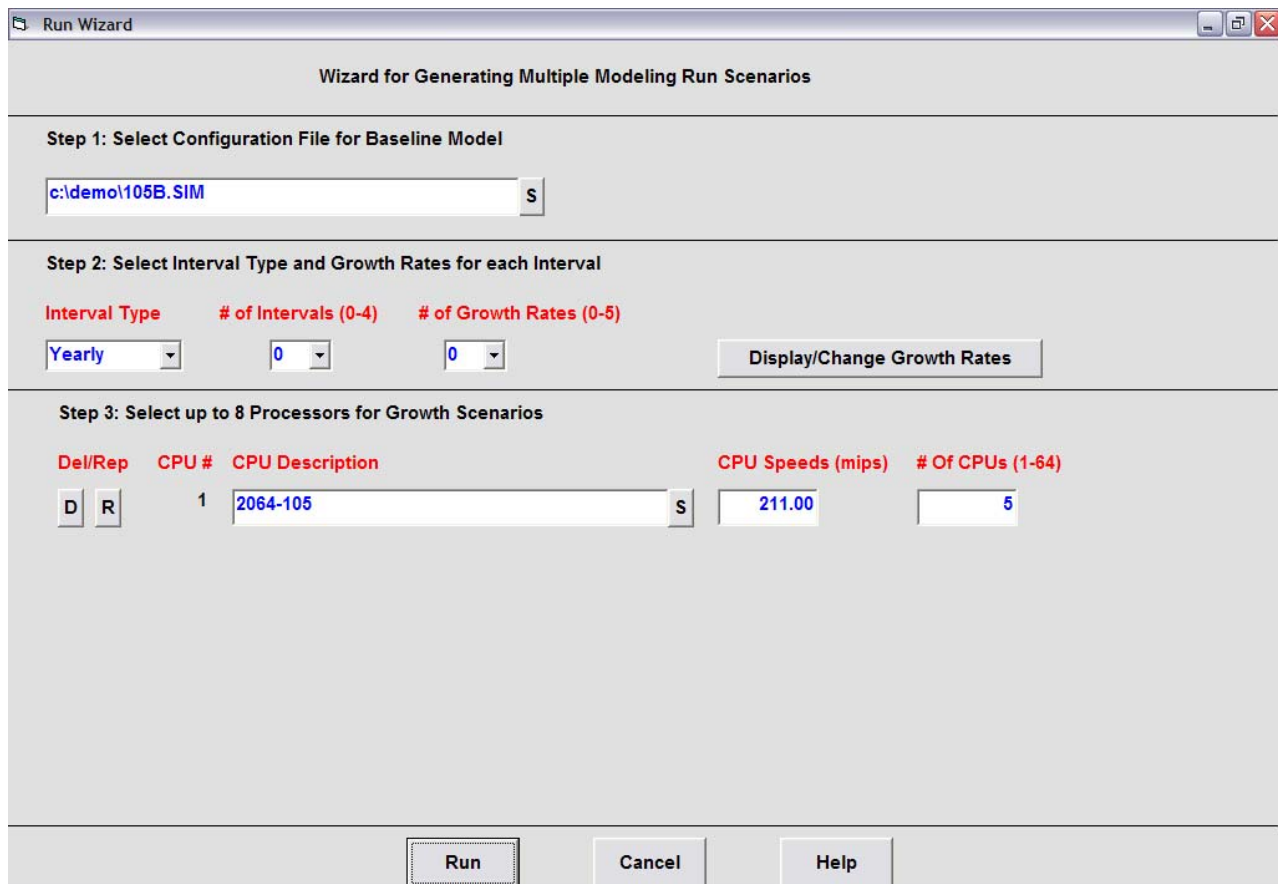 Run Wizard
Wizard for Generating Multiple Modeling Run Scenarios
Step 1: Select Configuration File for Baseline Model
c:\demo\105B.SIM S
Step 2: Select Interval Type and Growth Rates for each Interval
Interval Type # of Intervals (0-4) # of Growth Rates (0-5)
Yearly 0 0 Display/Change Growth Rates
Step 3: Select up to 8 Processors for Growth Scenarios
Del/Rep CPU # CPU Description CPU Speeds (mips) # Of CPUs (1-64)
D R 1 2064-105 S 211.00 5
Run Cancel Help